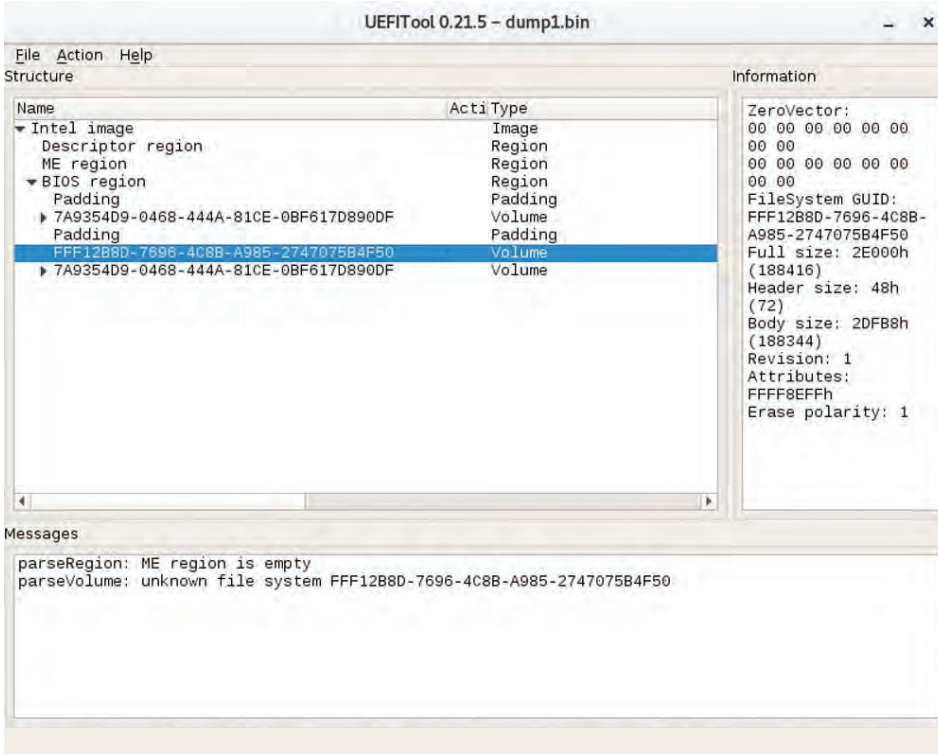 UEFITool 0.21.5 – dump1.bin
File Action Help
Structure
Name Acti Type
Intel image Image
Descriptor region Region
ME region Region
BIOS region Region
Padding Padding
7A9354D9-0468-444A-81CE-0BF617D890DF Volume
Padding Padding
FFF12B8D-7696-4C8B-A985-2747075B4F50 Volume
7A9354D9-0468-444A-81CE-0BF617D890DF Volume
Information
ZeroVector:
00 00 00 00 00 00
00 00
00 00 00 00 00 00
00 00
FileSystem GUID:
FFF12B8D-7696-4C8B-
A985-2747075B4F50
Full size: 2E000h
(188416)
Header size: 48h
(72)
Body size: 2DFB8h
(188344)
Revision: 1
Attributes:
FFFF8EFFh
Erase polarity: 1
Messages
parseRegion: ME region is empty
parseVolume: unknown file system FFF12B8D-7696-4C8B-A985-2747075B4F50